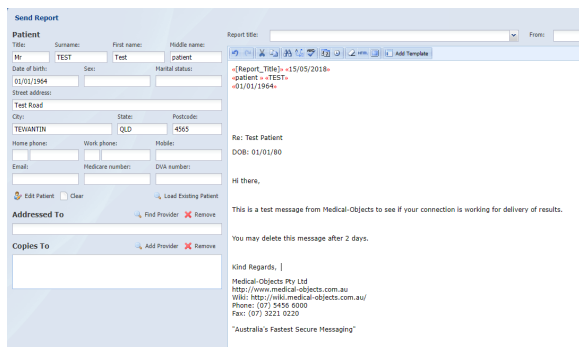 Send Report
Patient
Title: Surname: First name: Middle name:
Mr TEST Test patient
Date of birth: Sex: Marital status:
01/01/1964
Street address:
Test Road
City: State: Postcode:
TEWANTIN QLD 4565
Home phone: Work phone: Mobile:
Email: Medicare number: DVA number:
Edit Patient Clear Load Existing Patient
Addressed To Find Provider Remove
Copies To Add Provider Remove
Report title: From:
HTML Add Template
«[Report_Title]» «15/05/2018»
«patient » «TEST»
«01/01/1964»
Re: Test Patient
DOB: 01/01/80
Hi there,
This is a test message from Medical-Objects to see if your connection is working for delivery of results.
You may delete this message after 2 days.
Kind Regards,
Medical-Objects Pty Ltd
http://www.medical-objects.com.au
Wiki: http://wiki.medical-objects.com.au/
Phone: (07) 5456 6000
Fax: (07) 3221 0220
"Australia's Fastest Secure Messaging"